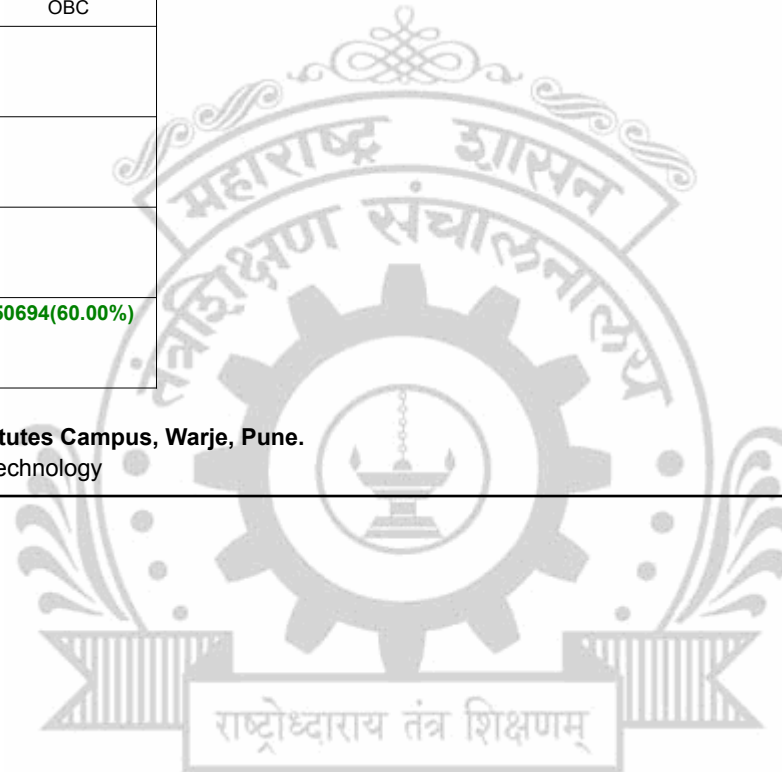 OBC
50694(60.00%)
tutes Campus, Warje, Pune.
echnology
महाराष्ट्र शासन
तंत्रशिक्षण संचालनालय
राष्ट्रोध्दाराय तंत्र शिक्षणम्